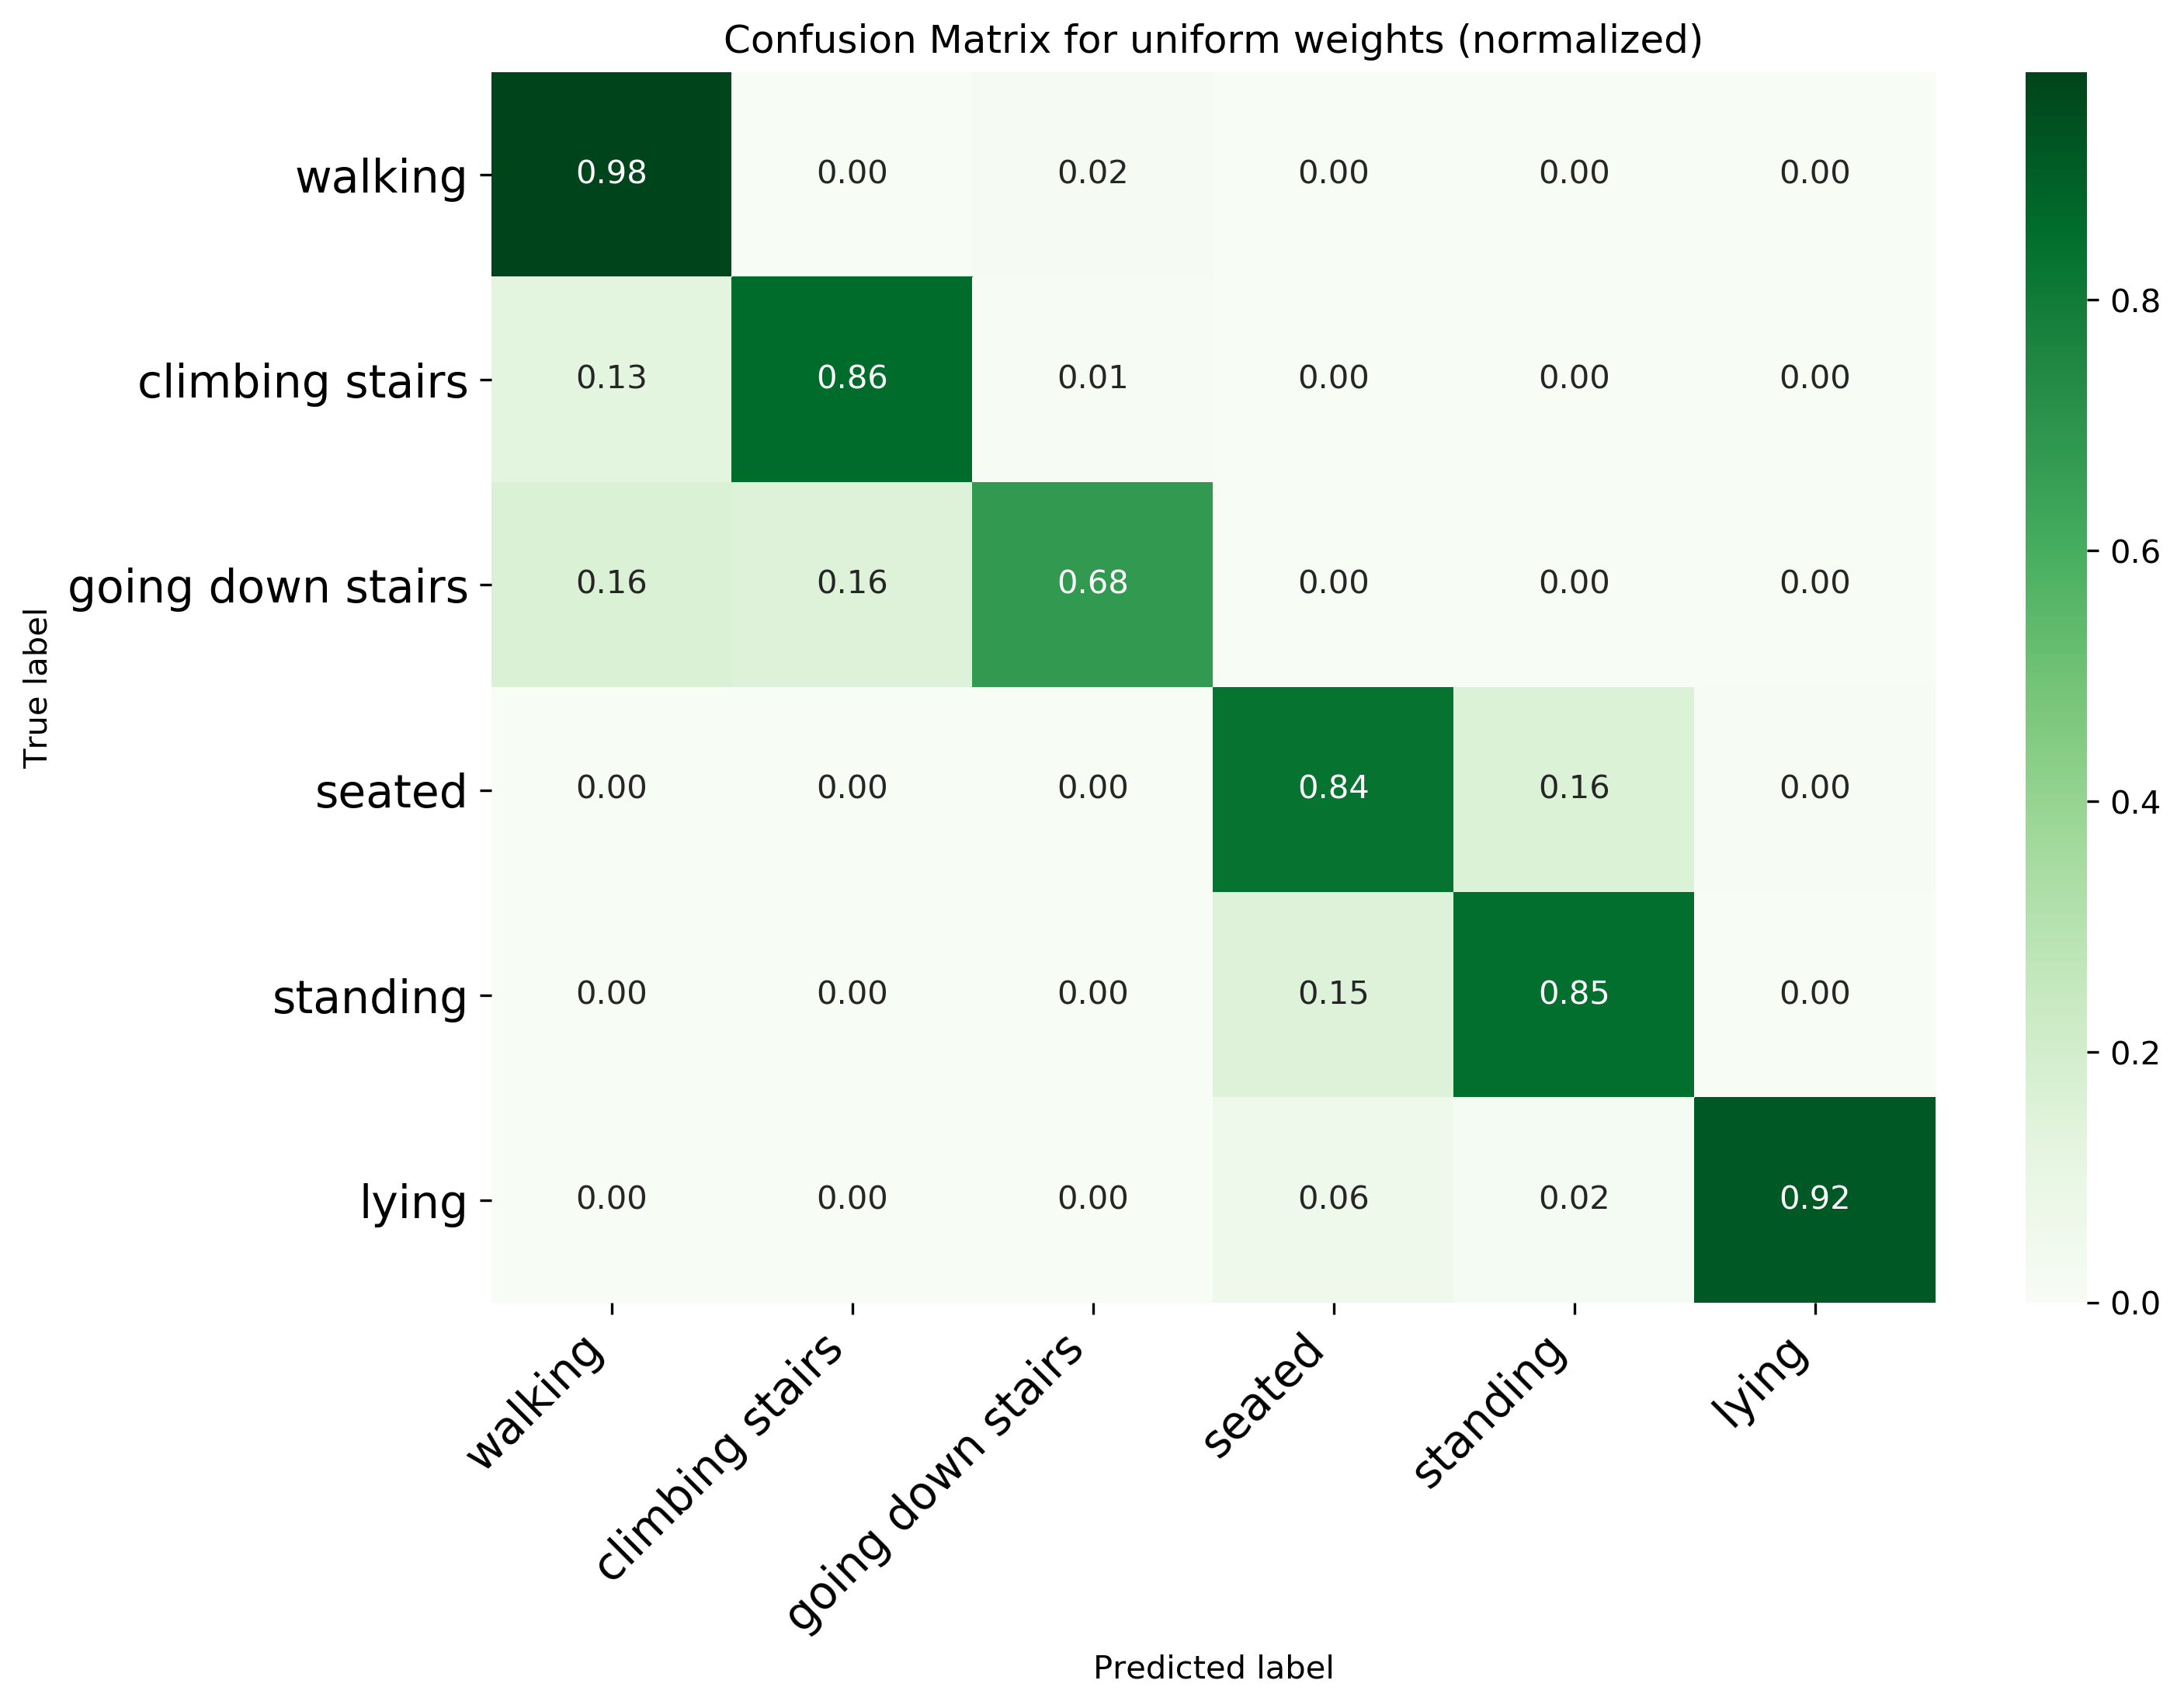 Confusion Matrix for uniform weights (normalized)
True label
walking 0.98 0.00 0.02 0.00 0.00 0.00
climbing stairs 0.13 0.86 0.01 0.00 0.00 0.00
going down stairs 0.16 0.16 0.68 0.00 0.00 0.00
seated 0.00 0.00 0.00 0.84 0.16 0.00
standing 0.00 0.00 0.00 0.15 0.85 0.00
lying 0.00 0.00 0.00 0.06 0.02 0.92
walking
climbing stairs
going down stairs
seated
standing
lying
Predicted label
0.8
0.6
0.4
0.2
0.0